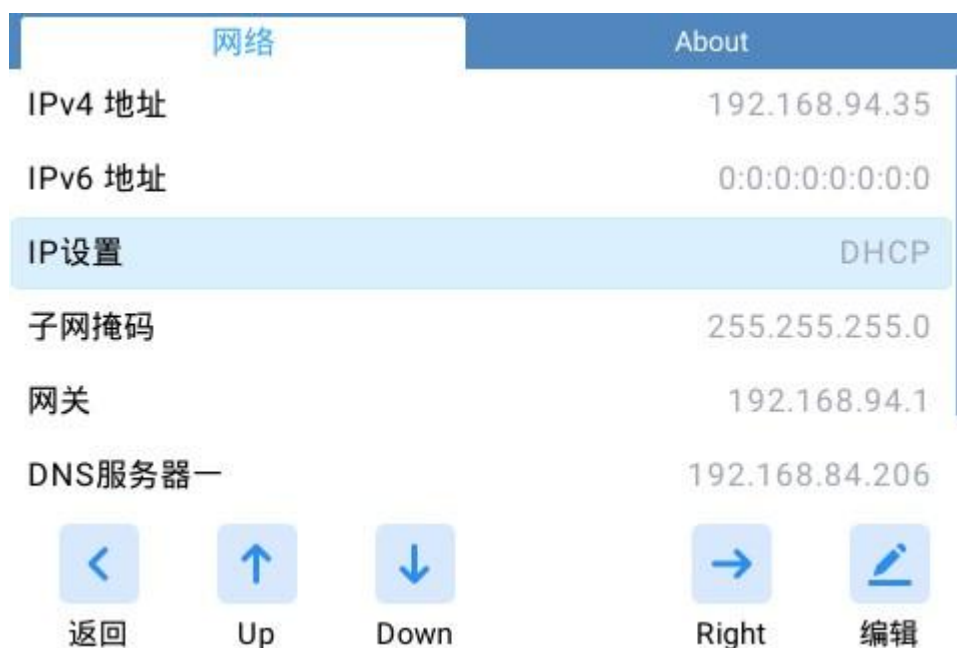 网络 About
IPv4 地址 192.168.94.35
IPv6 地址 0:0:0:0:0:0:0:0
IP设置 DHCP
子网掩码 255.255.255.0
网关 192.168.94.1
DNS服务器一 192.168.84.206
返回 Up Down Right 编辑